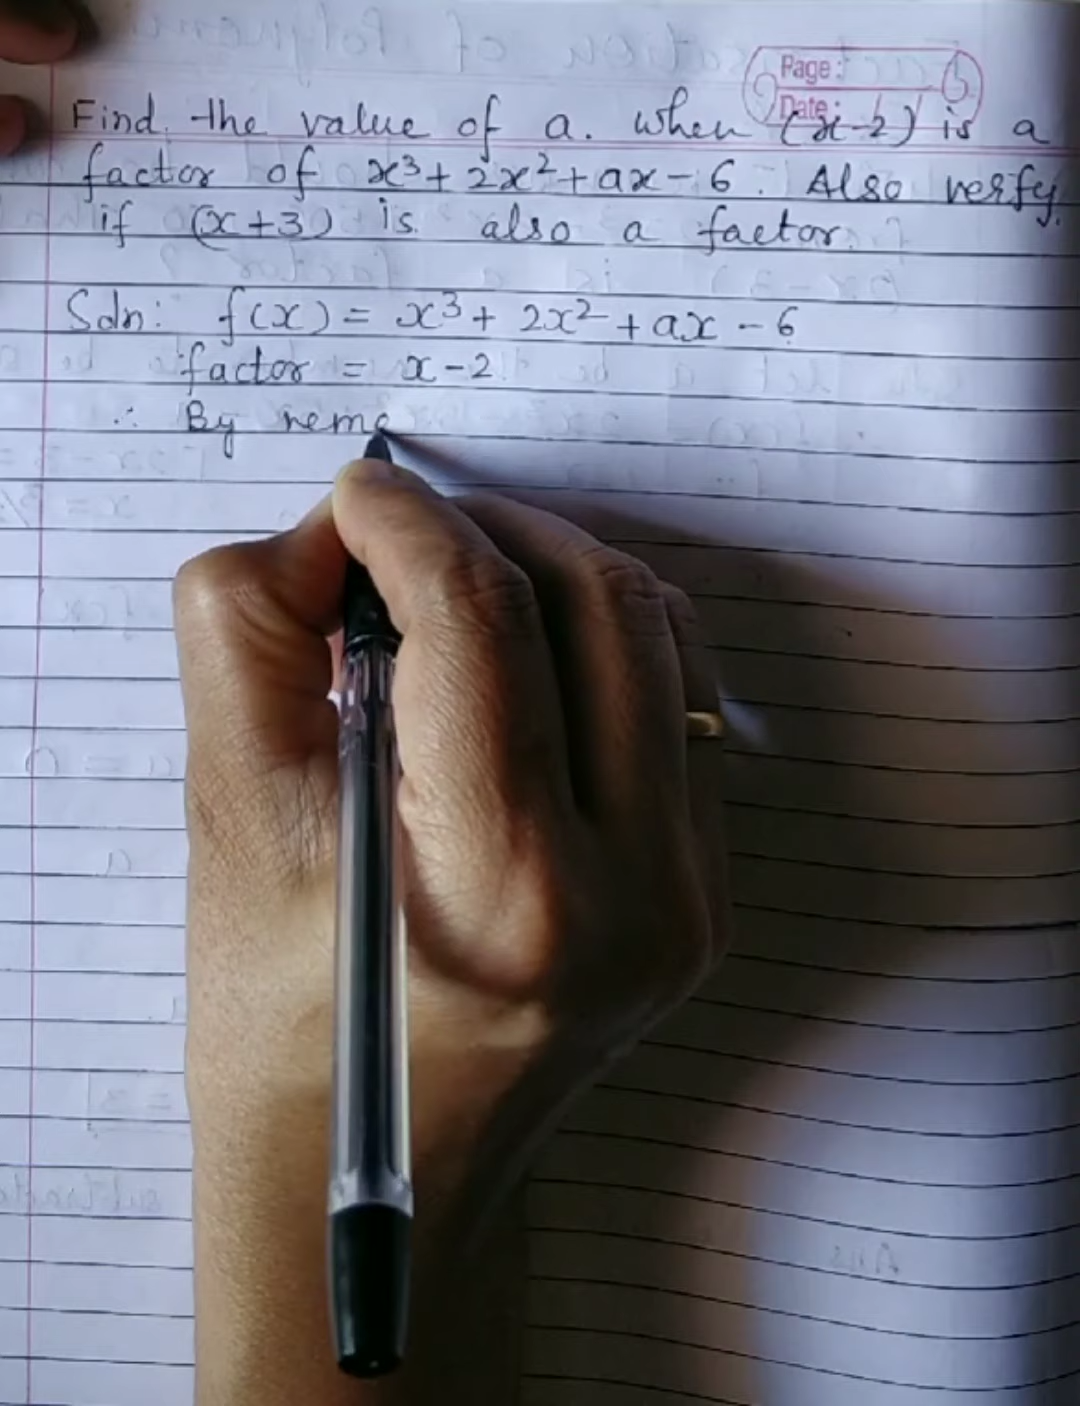 Page:
Date:
Find the value of a. when (x-2) is a
factor of x³+ 2x²+ax-6. Also verify
if (x+3) is also a factor.
Soln: f(x) = x³+ 2x² + ax - 6
factor = x-2
∴ By reme